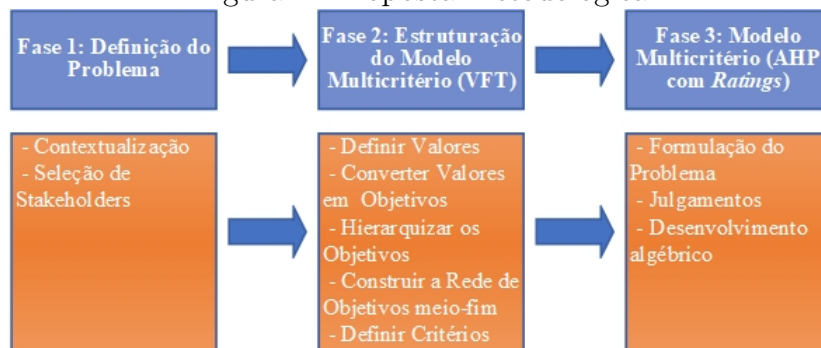 Fase 1: Definição do
Problema
Fase 2: Estruturação
do Modelo
Multicritério (VFT)
Fase 3: Modelo
Multicritério (AHP
com Ratings)
- Contextualização
- Seleção de
Stakeholders
- Definir Valores
- Converter Valores
em Objetivos
- Hierarquizar os
Objetivos
- Construir a Rede de
Objetivos meio-fim
- Definir Critérios
- Formulação do
Problema
- Julgamentos
- Desenvolvimento
algébrico